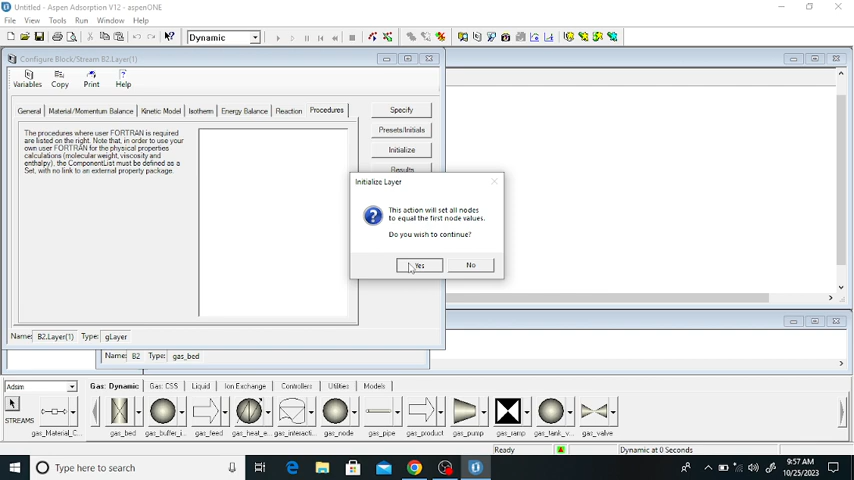 Untitled - Aspen Adsorption V12 - aspenONE
File View Tools Run Window Help
Dynamic
Configure Block/Stream B2.Layer(1)
Variables Copy Print Help
General Material/Momentum Balance Kinetic Model Isotherm Energy Balance Reaction Procedures
The procedures where user FORTRAN is required
are listed on the right. Note that, in order to use your
own user FORTRAN for the physical properties
calculations (molecular weight, viscosity and
enthalpy), the ComponentList must be defined as a
Set, with no link to an external property package.
Specify
Presets/Initials
Initialize
Results
Initialize Layer
This action will set all nodes
to equal the first node values.
Do you wish to continue?
Yes No
Name: B2.Layer(1) Type: gLayer
Name: B2 Type: gas_bed
Adsim
Gas: Dynamic Gas: CSS Liquid Ion Exchange Controllers Utilities Models
STREAMS
gas_Material_C... gas_bed gas_buffer_i... gas_feed gas_heat_e... gas_interacti... gas_node gas_pipe gas_product gas_pump gas_ramp gas_tank_v... gas_valve
Ready Dynamic at 0 Seconds
Type here to search
9:57 AM
10/25/2023